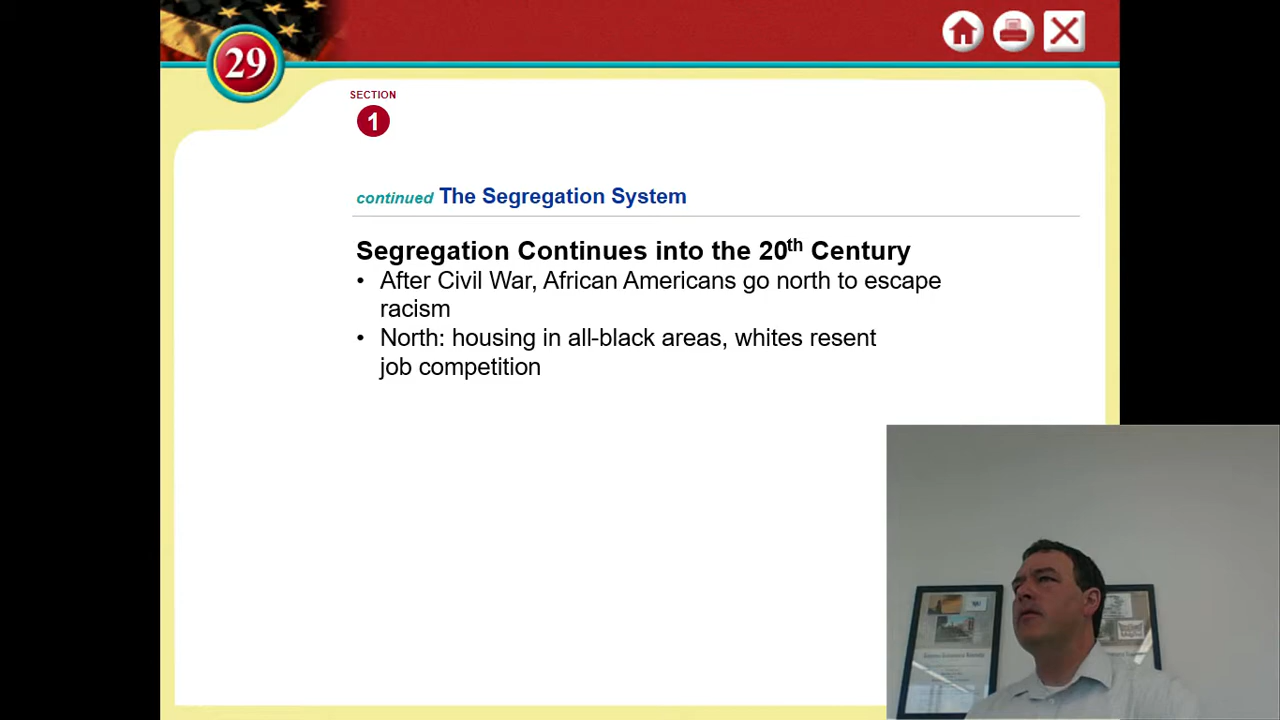 29
SECTION
1
continued The Segregation System
Segregation Continues into the 20th Century
• After Civil War, African Americans go north to escape
racism
• North: housing in all-black areas, whites resent
job competition